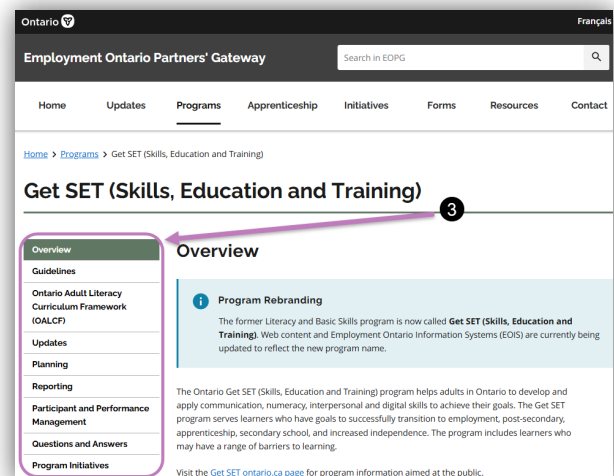 Ontario
Français
Employment Ontario Partners' Gateway
Search in EOPG
Home Updates Programs Apprenticeship Initiatives Forms Resources Contact
Home > Programs > Get SET (Skills, Education and Training)
Get SET (Skills, Education and Training)
3
Overview
Guidelines
Ontario Adult Literacy
Curriculum Framework
(OALCF)
Updates
Planning
Reporting
Participant and Performance
Management
Questions and Answers
Program Initiatives
Overview
Program Rebranding
The former Literacy and Basic Skills program is now called Get SET (Skills, Education and
Training). Web content and Employment Ontario Information Systems (EOIS) are currently being
updated to reflect the new program name.
The Ontario Get SET (Skills, Education and Training) program helps adults in Ontario to develop and
apply communication, numeracy, interpersonal and digital skills to achieve their goals. The Get SET
program serves learners who have goals to successfully transition to employment, post-secondary,
apprenticeship, secondary school, and increased independence. The program includes learners who
may have a range of barriers to learning.
Visit the Get SET ontario.ca page for program information aimed at the public.